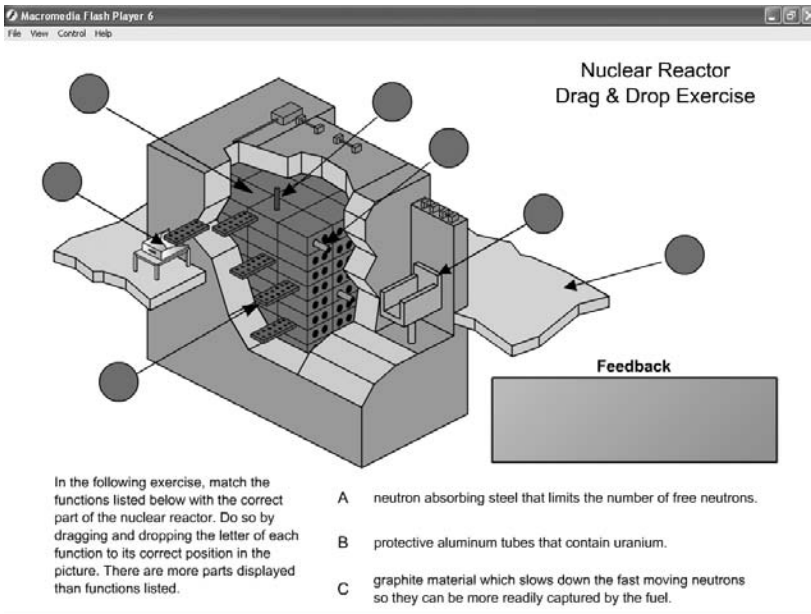 Macromedia Flash Player 6
File View Control Help
Nuclear Reactor
Drag & Drop Exercise
Feedback
In the following exercise, match the
functions listed below with the correct
part of the nuclear reactor. Do so by
dragging and dropping the letter of each
function to its correct position in the
picture. There are more parts displayed
than functions listed.
A neutron absorbing steel that limits the number of free neutrons.
B protective aluminum tubes that contain uranium.
C graphite material which slows down the fast moving neutrons
so they can be more readily captured by the fuel.